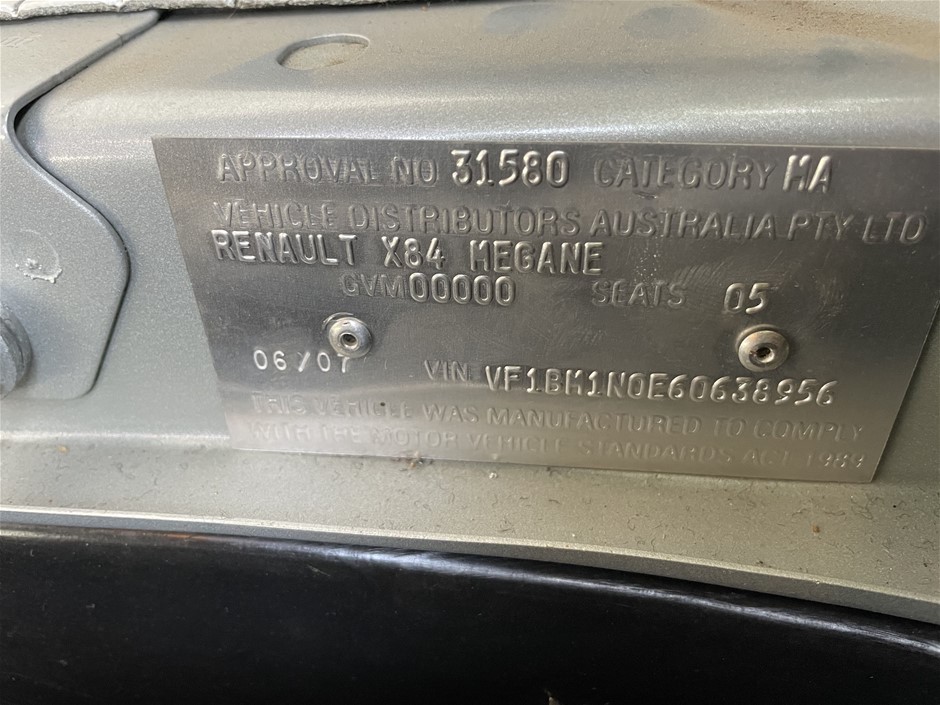 APPROVAL NO 31580 CATEGORY MA
VEHICLE DISTRIBUTORS AUSTRALIA PTY LTD
RENAULT X84 MEGANE
GVM00000 SEATS 05
06/07 VIN VF1BM1N0E60638956
THIS VEHICLE WAS MANUFACTURED TO COMPLY
WITH THE MOTOR VEHICLE STANDARDS ACT 1989